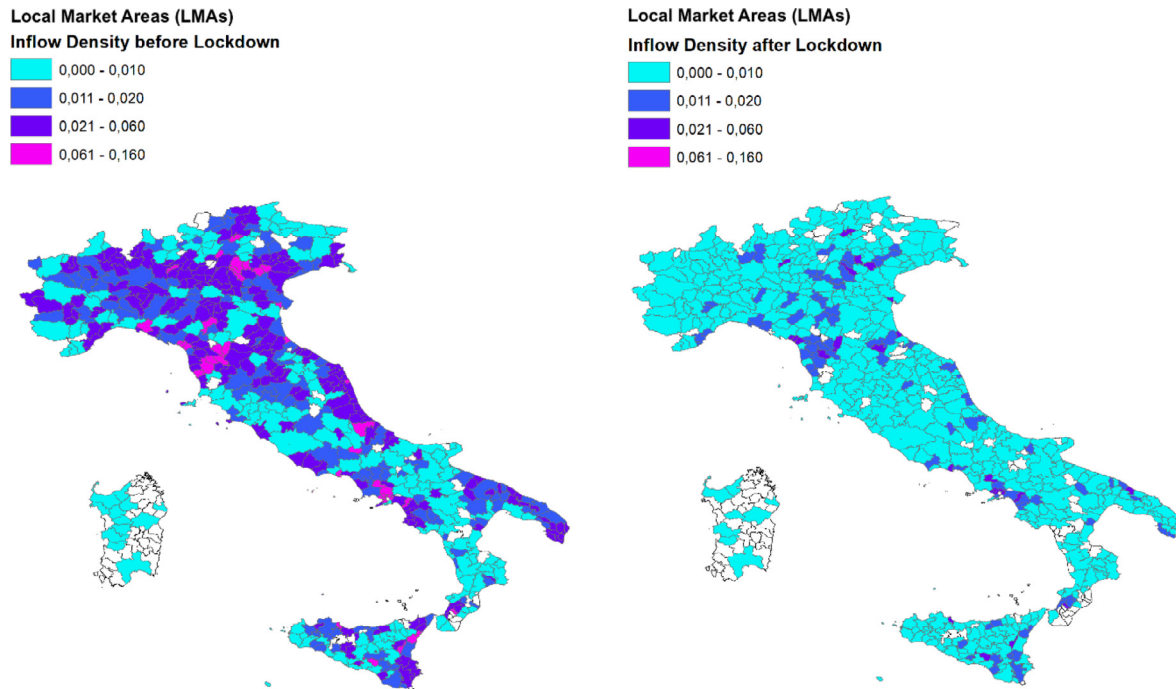 Local Market Areas (LMAs)
Inflow Density before Lockdown
0,000 - 0,010
0,011 - 0,020
0,021 - 0,060
0,061 - 0,160
Local Market Areas (LMAs)
Inflow Density after Lockdown
0,000 - 0,010
0,011 - 0,020
0,021 - 0,060
0,061 - 0,160